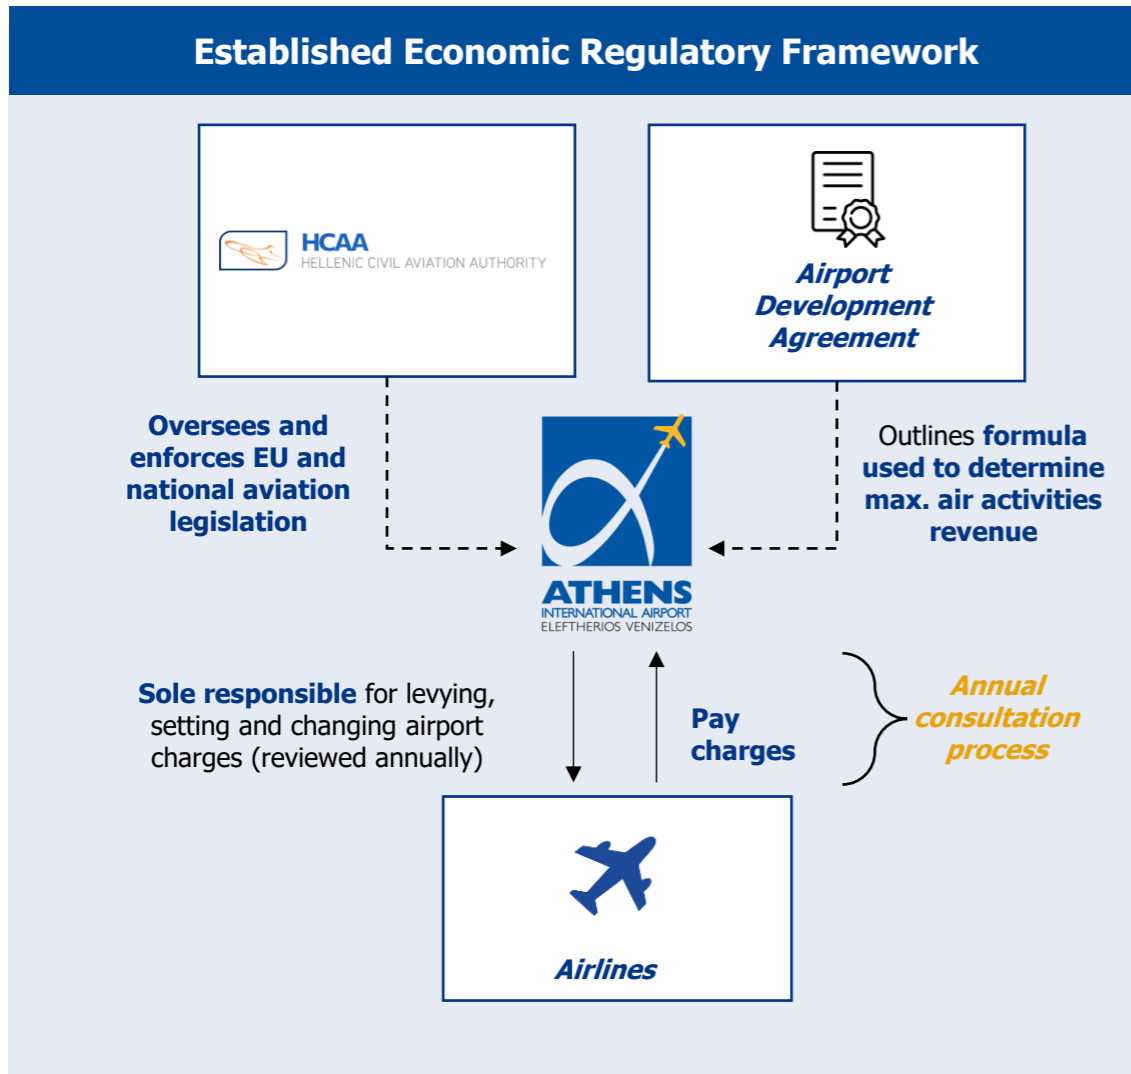 Established Economic Regulatory Framework
HCAA
HELLENIC CIVIL AVIATION AUTHORITY
Airport
Development
Agreement
Oversees and
enforces EU and
national aviation
legislation
Outlines formula
used to determine
max. air activities
revenue
ATHENS
INTERNATIONAL AIRPORT
ELEFTHERIOS VENIZELOS
Sole responsible for levying,
setting and changing airport
charges (reviewed annually)
Pay
charges
Annual
consultation
process
Airlines